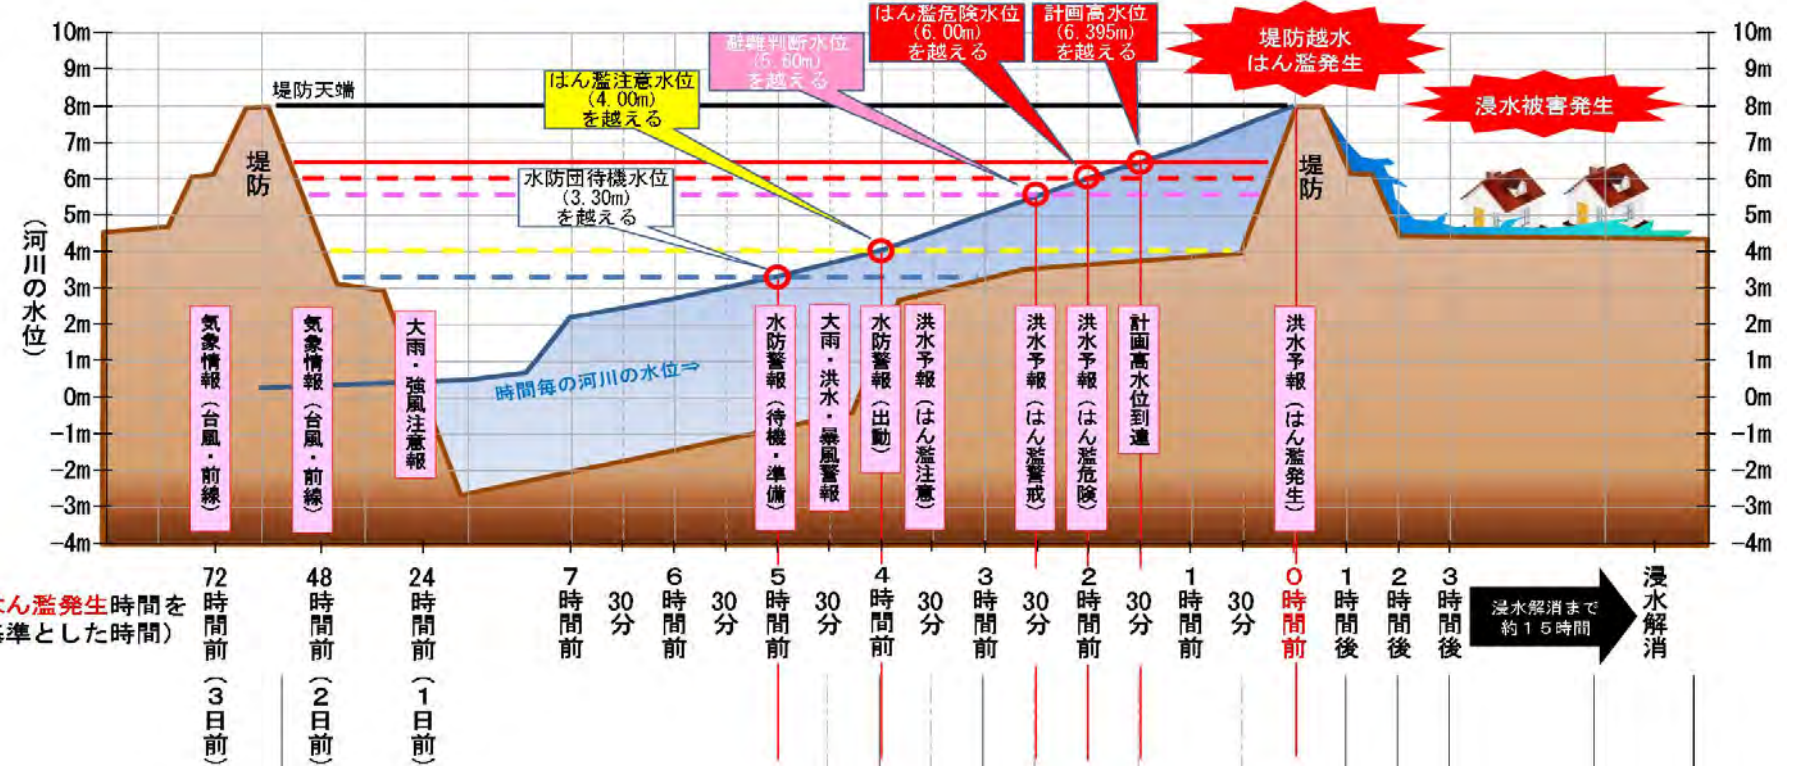 はん濫危険水位
(6.00m)
を越える
計画高水位
(6.395m)
を越える
堤防越水
はん濫発生
避難判断水位
(5.60m)
を越える
はん濫注意水位
(4.00m)
を越える
浸水被害発生
堤防天端
水防団待機水位
(3.30m)
を越える
堤防
堤防
(河川の水位)
10m
9m
8m
7m
6m
5m
4m
3m
2m
1m
0m
-1m
-2m
-3m
-4m
10m
9m
8m
7m
6m
5m
4m
3m
2m
1m
0m
-1m
-2m
-3m
-4m
時間毎の河川の水位⇒
気象情報(台風・前線)
気象情報(台風・前線)
大雨・強風注意報
水防警報(待機・準備)
大雨・洪水・暴風警報
水防警報(出動)
洪水予報(はん濫注意)
洪水予報(はん濫警戒)
洪水予報(はん濫危険)
計画高水位到達
洪水予報(はん濫発生)
ん濫発生時間を
準とした時間)
72時間前(3日前)
48時間前(2日前)
24時間前(1日前)
7時間前
30分
6時間前
30分
5時間前
30分
4時間前
30分
3時間前
30分
2時間前
30分
1時間前
30分
0時間前
1時間後
2時間後
3時間後
浸水解消まで
約15時間
浸水解消